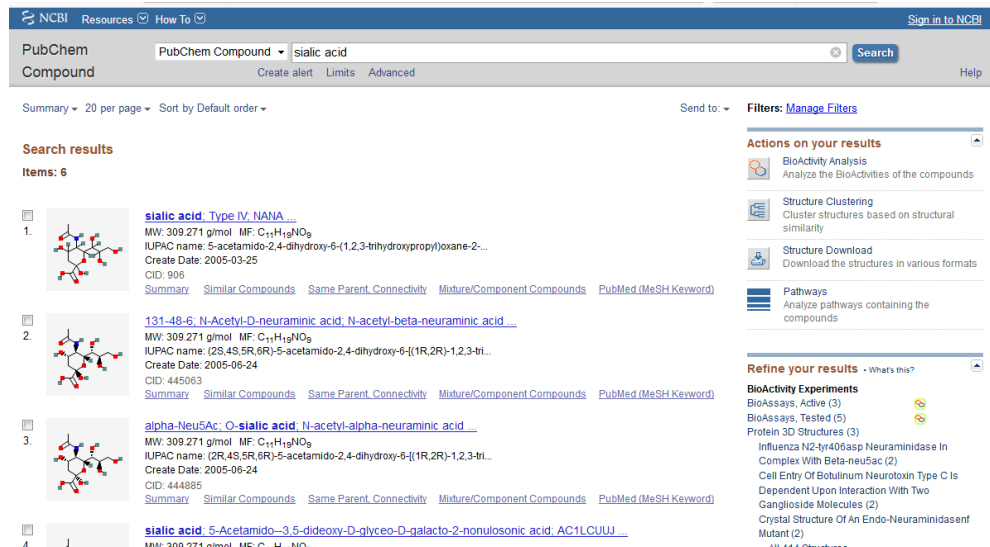 NCBI Resources How To Sign in to NCBI
PubChem Compound
PubChem Compound sialic acid Search
Create alert Limits Advanced Help
Summary 20 per page Sort by Default order Send to:
Search results
Items: 6
1.
sialic acid; Type IV; NANA ...
MW: 309.271 g/mol MF: C11H19NO9
IUPAC name: 5-acetamido-2,4-dihydroxy-6-(1,2,3-trihydroxypropyl)oxane-2-...
Create Date: 2005-03-25
CID: 906
Summary Similar Compounds Same Parent, Connectivity Mixture/Component Compounds PubMed (MeSH Keyword)
2.
131-48-6; N-Acetyl-D-neuraminic acid; N-acetyl-beta-neuraminic acid ...
MW: 309.271 g/mol MF: C11H19NO9
IUPAC name: (2S,4S,5R,6R)-5-acetamido-2,4-dihydroxy-6-[(1R,2R)-1,2,3-tri...
Create Date: 2005-06-24
CID: 445063
Summary Similar Compounds Same Parent, Connectivity Mixture/Component Compounds PubMed (MeSH Keyword)
3.
alpha-Neu5Ac; O-sialic acid; N-acetyl-alpha-neuraminic acid ...
MW: 309.271 g/mol MF: C11H19NO9
IUPAC name: (2R,4S,5R,6R)-5-acetamido-2,4-dihydroxy-6-[(1R,2R)-1,2,3-tri...
Create Date: 2005-06-24
CID: 444885
Summary Similar Compounds Same Parent, Connectivity Mixture/Component Compounds PubMed (MeSH Keyword)
4.
sialic acid; 5-Acetamido--3,5-dideoxy-D-glyceo-D-galacto-2-nonulosonic acid; AC1LCUUJ ...
MW: 309.271 g/mol MF:
Filters: Manage Filters
Actions on your results
BioActivity Analysis
Analyze the BioActivities of the compounds
Structure Clustering
Cluster structures based on structural
similarity
Structure Download
Download the structures in various formats
Pathways
Analyze pathways containing the
compounds
Refine your results • What's this?
BioActivity Experiments
BioAssays, Active (3)
BioAssays, Tested (5)
Protein 3D Structures (3)
Influenza N2-tyr406asp Neuraminidase In
Complex With Beta-neu5ac (2)
Cell Entry Of Botulinum Neurotoxin Type C Is
Dependent Upon Interaction With Two
Ganglioside Molecules (2)
Crystal Structure Of An Endo-Neuraminidasenf
Mutant (2)
All 414 Structures